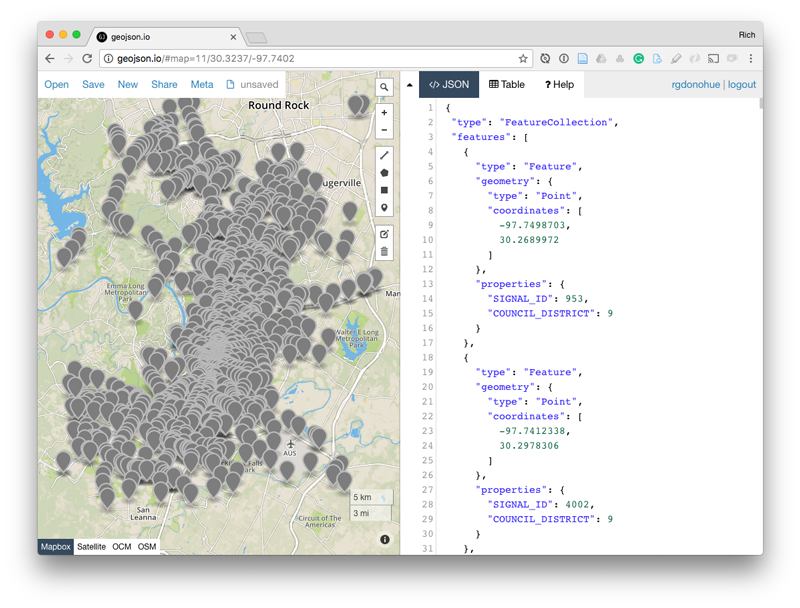 geojson.io
Rich
geojson.io/#map=11/30.3237/-97.7402
Open Save New Share Meta unsaved
</> JSON Table ? Help
rgdonohue | logout
Round Rock
ugerville
Emma Long
Metropolitan
Park
Man
Walter E Long
Metropolitan
Park
AUS
Falls
Park
San
Leanna
Circuit of The
Americas
5 km
3 mi
Mapbox Satellite OCM OSM
1 {
2 "type": "FeatureCollection",
3 "features": [
4 {
5 "type": "Feature",
6 "geometry": {
7 "type": "Point",
8 "coordinates": [
9 -97.7498703,
10 30.2689972
11 ]
12 },
13 "properties": {
14 "SIGNAL_ID": 953,
15 "COUNCIL_DISTRICT": 9
16 }
17 },
18 {
19 "type": "Feature",
20 "geometry": {
21 "type": "Point",
22 "coordinates": [
23 -97.7412338,
24 30.2978306
25 ]
26 },
27 "properties": {
28 "SIGNAL_ID": 4002,
29 "COUNCIL_DISTRICT": 9
30 }
31 },